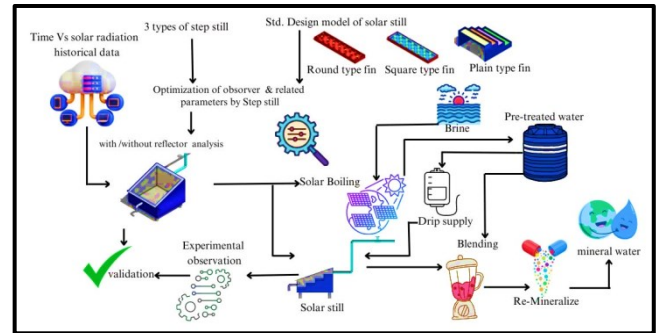 Time Vs solar radiation
historical data
3 types of step still
Std. Design model of solar still
Round type fin
Square type fin
Plain type fin
Optimization of observer & related
parameters by Step still
with /without reflector analysis
Brine
Pre-treated water
Solar Boiling
Drip supply
Blending
mineral water
Experimental
observation
validation
Solar still
Re-Mineralize